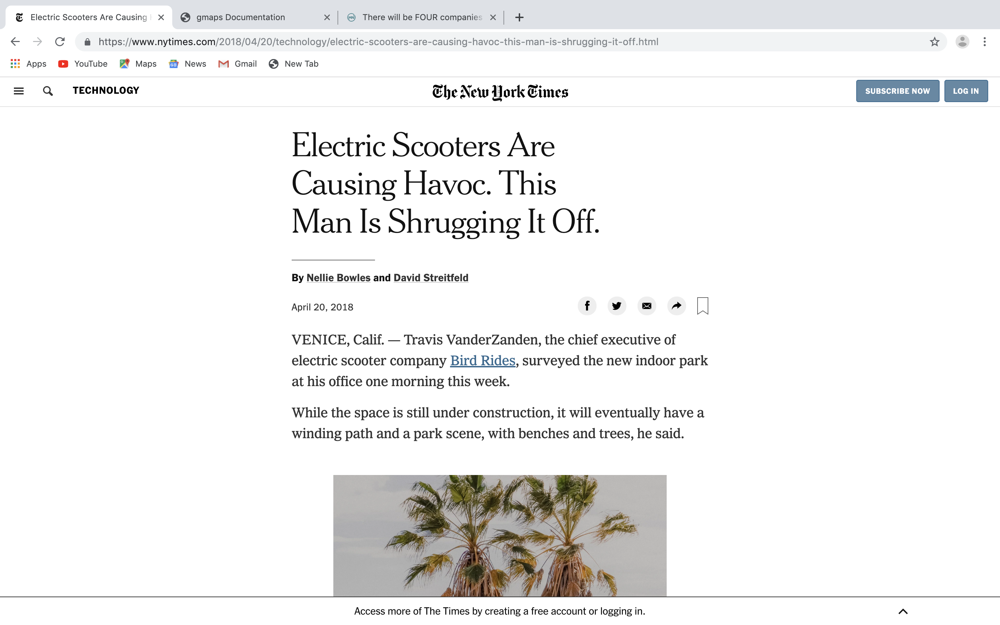 Electric Scooters Are Causing
gmaps Documentation
There will be FOUR companies
https://www.nytimes.com/2018/04/20/technology/electric-scooters-are-causing-havoc-this-man-is-shrugging-it-off.html
Apps YouTube Maps News Gmail New Tab
TECHNOLOGY
The New York Times
SUBSCRIBE NOW
LOG IN
Electric Scooters Are
Causing Havoc. This
Man Is Shrugging It Off.
By Nellie Bowles and David Streitfeld
April 20, 2018
VENICE, Calif. — Travis VanderZanden, the chief executive of
electric scooter company Bird Rides, surveyed the new indoor park
at his office one morning this week.
While the space is still under construction, it will eventually have a
winding path and a park scene, with benches and trees, he said.
Access more of The Times by creating a free account or logging in.